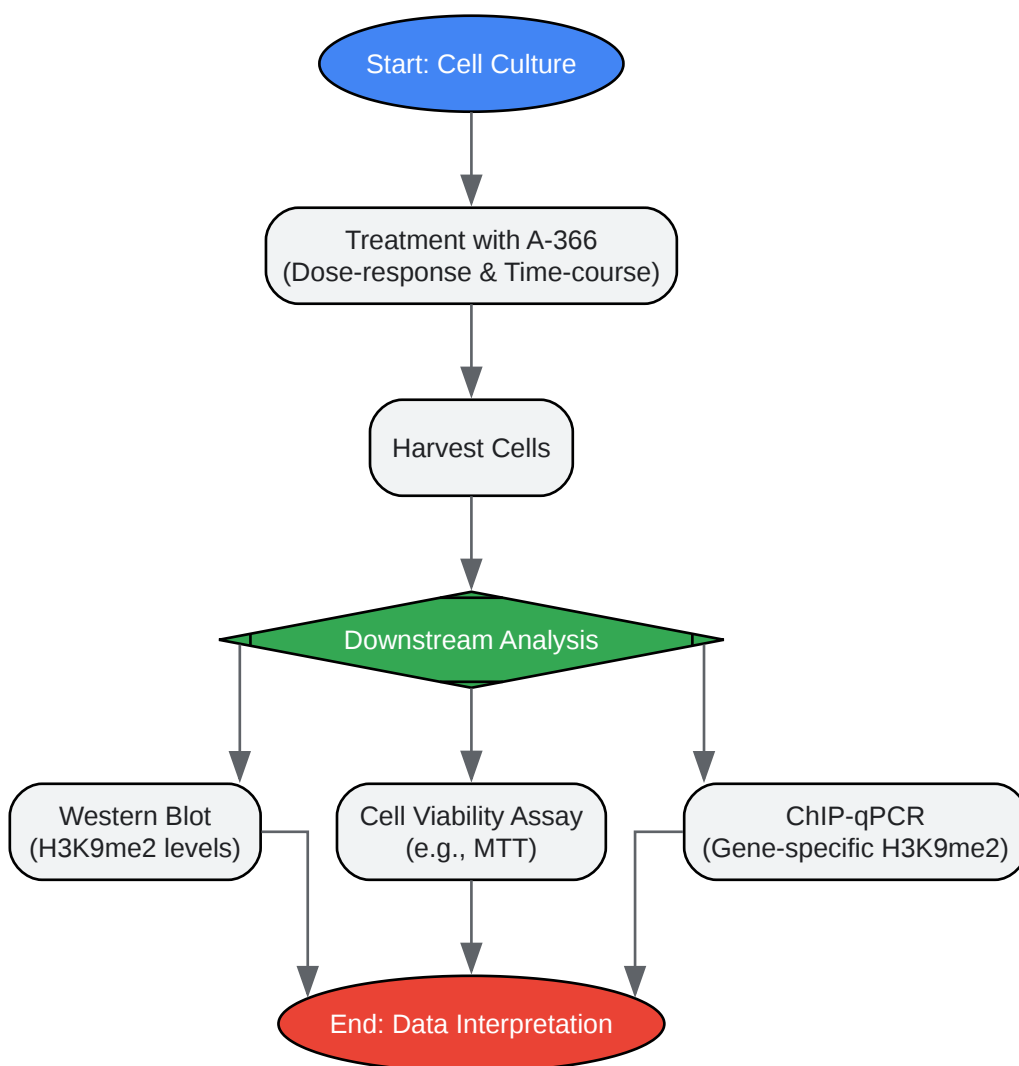 Start: Cell Culture
Treatment with A-366
(Dose-response & Time-course)
Harvest Cells
Downstream Analysis
Western Blot
(H3K9me2 levels)
Cell Viability Assay
(e.g., MTT)
ChIP-qPCR
(Gene-specific H3K9me2)
End: Data Interpretation